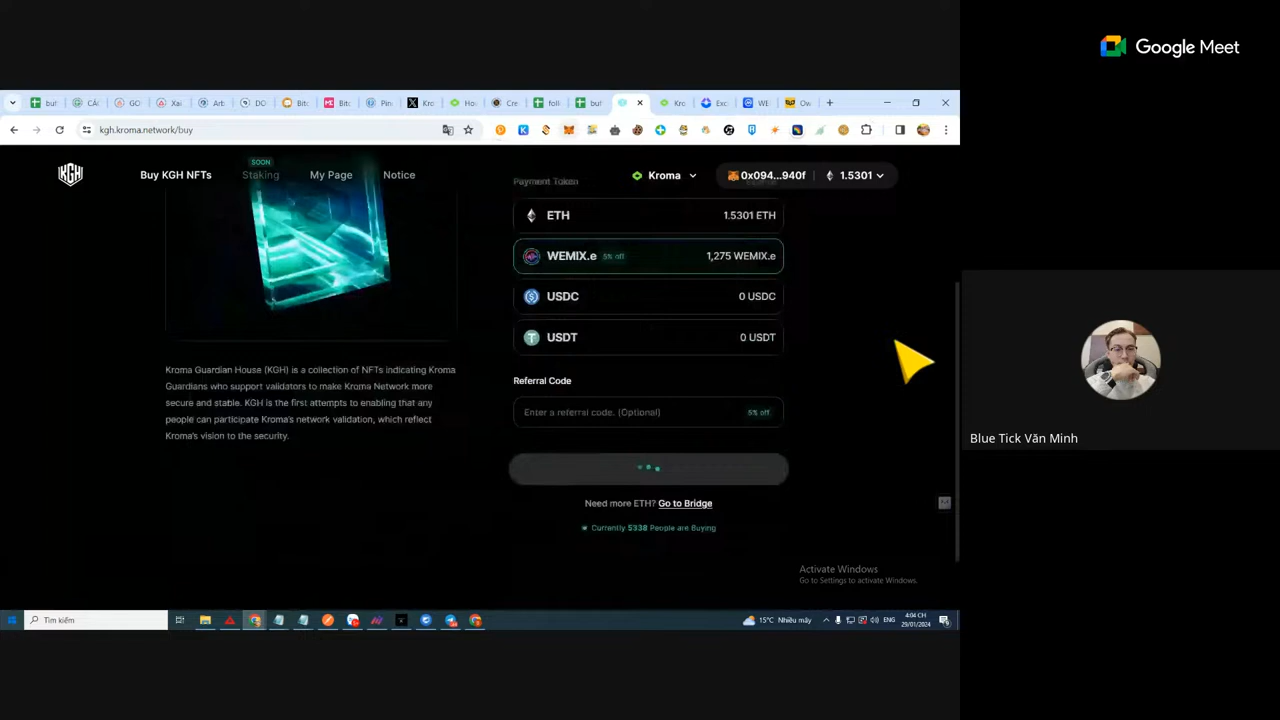 Google Meet
kgh.kroma.network/buy
KGH
Buy KGH NFTs
SOON
Staking
My Page
Notice
Kroma
0x094...940f
1.5301
Payment Token
ETH
1.5301 ETH
WEMIX.e
5% off
1,275 WEMIX.e
USDC
0 USDC
USDT
0 USDT
Kroma Guardian House (KGH) is a collection of NFTs indicating Kroma
Guardians who support validators to make Kroma Network more
secure and stable. KGH is the first attempts to enabling that any
people can participate Kroma's network validation, which reflect
Kroma's vision to the security.
Referral Code
Enter a referral code. (Optional)
5% off
Need more ETH? Go to Bridge
Currently 5338 People are Buying
Blue Tick Văn Minh
Activate Windows
Go to Settings to activate Windows.
Tìm kiếm
15°C Nhiều mây
ENG
4:04 CH
29/01/2024